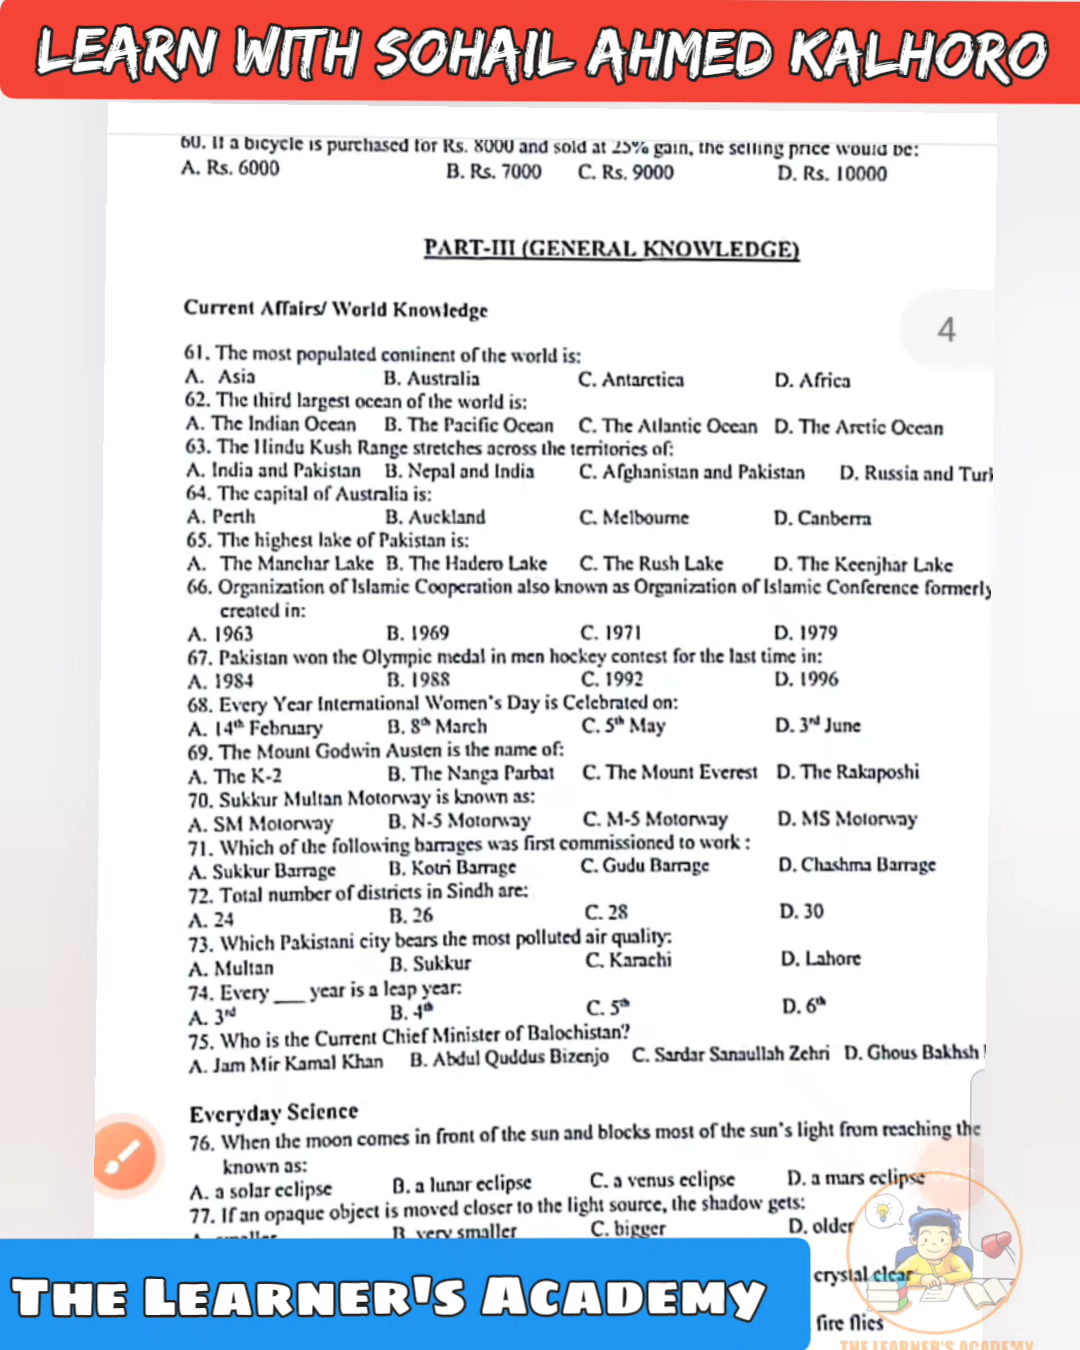 LEARN WITH SOHAIL AHMED KALHORO
60. If a bicycle is purchased for Rs. 8000 and sold at 25% gain, the selling price would be:
A. Rs. 6000 B. Rs. 7000 C. Rs. 9000 D. Rs. 10000
PART-III (GENERAL KNOWLEDGE)
Current Affairs/ World Knowledge
4
61. The most populated continent of the world is:
A. Asia B. Australia C. Antarctica D. Africa
62. The third largest ocean of the world is:
A. The Indian Ocean B. The Pacific Ocean C. The Atlantic Ocean D. The Arctic Ocean
63. The Hindu Kush Range stretches across the territories of:
A. India and Pakistan B. Nepal and India C. Afghanistan and Pakistan D. Russia and Turk
64. The capital of Australia is:
A. Perth B. Auckland C. Melbourne D. Canberra
65. The highest lake of Pakistan is:
A. The Manchar Lake B. The Hadero Lake C. The Rush Lake D. The Keenjhar Lake
66. Organization of Islamic Cooperation also known as Organization of Islamic Conference formerly
created in:
A. 1963 B. 1969 C. 1971 D. 1979
67. Pakistan won the Olympic medal in men hockey contest for the last time in:
A. 1984 B. 1988 C. 1992 D. 1996
68. Every Year International Women's Day is Celebrated on:
A. 14th February B. 8th March C. 5th May D. 3rd June
69. The Mount Godwin Austen is the name of:
A. The K-2 B. The Nanga Parbat C. The Mount Everest D. The Rakaposhi
70. Sukkur Multan Motorway is known as:
A. SM Motorway B. N-5 Motorway C. M-5 Motorway D. MS Motorway
71. Which of the following barrages was first commissioned to work :
A. Sukkur Barrage B. Kotri Barrage C. Gudu Barrage D. Chashma Barrage
72. Total number of districts in Sindh are:
A. 24 B. 26 C. 28 D. 30
73. Which Pakistani city bears the most polluted air quality:
A. Multan B. Sukkur C. Karachi D. Lahore
74. Every ___ year is a leap year:
A. 3rd B. 4th C. 5th D. 6th
75. Who is the Current Chief Minister of Balochistan?
A. Jam Mir Kamal Khan B. Abdul Quddus Bizenjo C. Sardar Sanaullah Zehri D. Ghous Bakhsh
Everyday Science
76. When the moon comes in front of the sun and blocks most of the sun's light from reaching the
known as:
A. a solar eclipse B. a lunar eclipse C. a venus eclipse D. a mars eclipse
77. If an opaque object is moved closer to the light source, the shadow gets:
A. smaller B. very smaller C. bigger D. older
crystal clear
fire flies
THE LEARNER'S ACADEMY
THE LEARNER'S ACADEMY